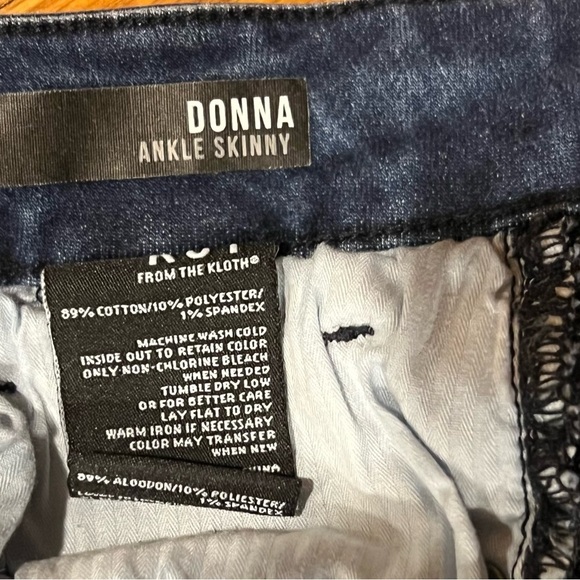 DONNA
ANKLE SKINNY
FROM THE KLOTH®
89% COTTON/10% POLYESTER/
1% SPANDEX
MACHINE WASH COLD
INSIDE OUT TO RETAIN COLOR
ONLY NON-CHLORINE BLEACH
WHEN NEEDED
TUMBLE DRY LOW
OR FOR BETTER CARE
LAY FLAT TO DRY
WARM IRON IF NECESSARY
COLOR MAY TRANSFER
WHEN NEW
89% ALGODON/10% POLIESTER/
1% SPANDEX